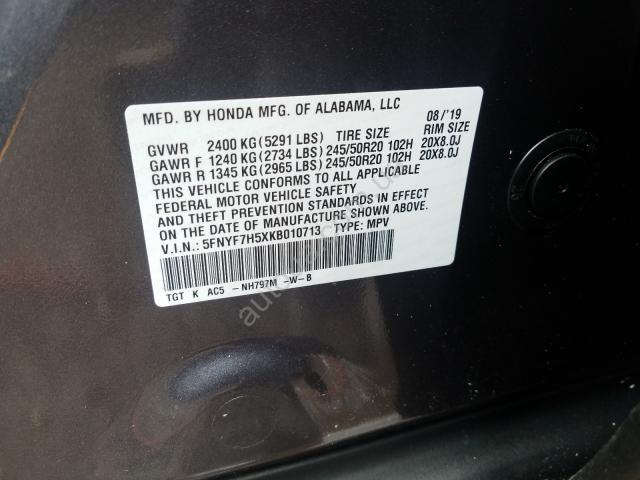 MFD. BY HONDA MFG. OF ALABAMA, LLC 08/'19
GVWR 2400 KG(5291 LBS) TIRE SIZE RIM SIZE
GAWR F 1240 KG(2734 LBS)245/50R20 102H 20X8.0J
GAWR R 1345 KG(2965 LBS)245/50R20 102H 20X8.0J
THIS VEHICLE CONFORMS TO ALL APPLICABLE
FEDERAL MOTOR VEHICLE SAFETY
AND THEFT PREVENTION STANDARDS IN EFFECT
ON THE DATE OF MANUFACTURE SHOWN ABOVE.
V.I.N.: 5FNYF7H5XKB010713 TYPE: MPV
TGT K AC5 -NH797M -W-B